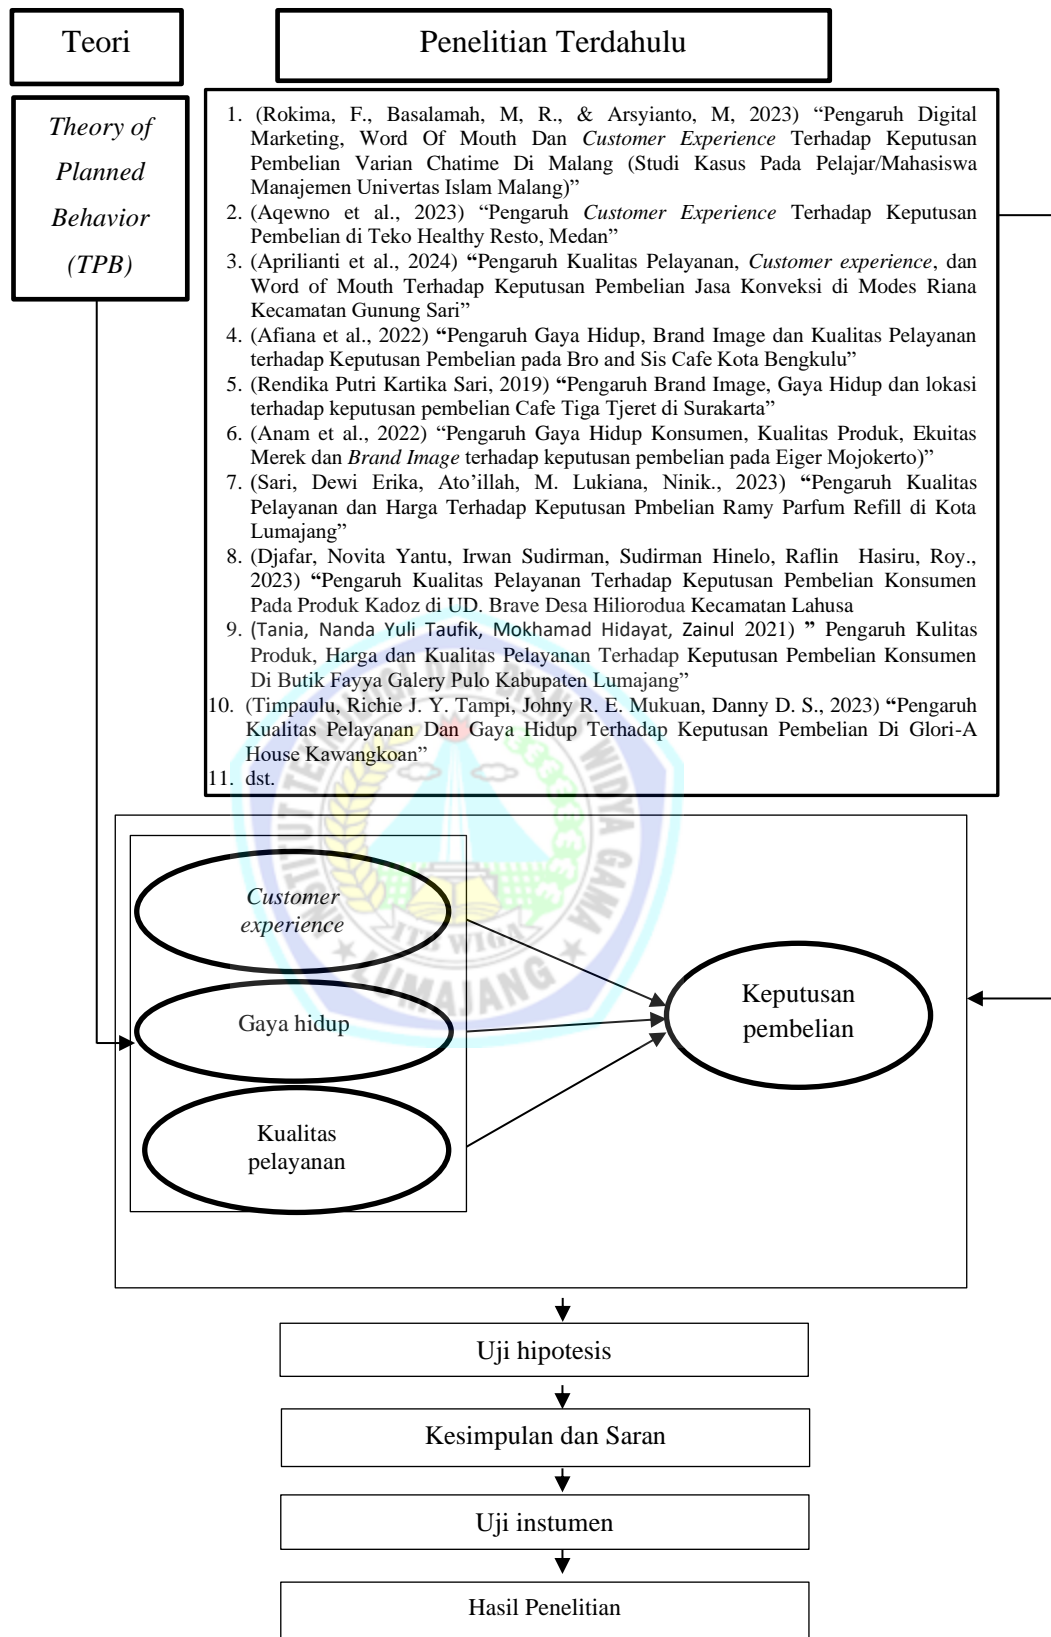 Teori
Penelitian Terdahulu
Theory of
Planned
Behavior
(TPB)
1. (Rokima, F., Basalamah, M, R., & Arsyianto, M, 2023) “Pengaruh Digital
Marketing, Word Of Mouth Dan Customer Experience Terhadap Keputusan
Pembelian Varian Chatime Di Malang (Studi Kasus Pada Pelajar/Mahasiswa
Manajemen Univertas Islam Malang)”
2. (Aqewno et al., 2023) “Pengaruh Customer Experience Terhadap Keputusan
Pembelian di Teko Healthy Resto, Medan”
3. (Aprilianti et al., 2024) “Pengaruh Kualitas Pelayanan, Customer experience, dan
Word of Mouth Terhadap Keputusan Pembelian Jasa Konveksi di Modes Riana
Kecamatan Gunung Sari”
4. (Afiana et al., 2022) “Pengaruh Gaya Hidup, Brand Image dan Kualitas Pelayanan
terhadap Keputusan Pembelian pada Bro and Sis Cafe Kota Bengkulu”
5. (Rendika Putri Kartika Sari, 2019) “Pengaruh Brand Image, Gaya Hidup dan lokasi
terhadap keputusan pembelian Cafe Tiga Tjeret di Surakarta”
6. (Anam et al., 2022) “Pengaruh Gaya Hidup Konsumen, Kualitas Produk, Ekuitas
Merek dan Brand Image terhadap keputusan pembelian pada Eiger Mojokerto)”
7. (Sari, Dewi Erika, Ato’illah, M. Lukiana, Ninik., 2023) “Pengaruh Kualitas
Pelayanan dan Harga Terhadap Keputusan Pmbelian Ramy Parfum Refill di Kota
Lumajang”
8. (Djafar, Novita Yantu, Irwan Sudirman, Sudirman Hinelo, Raflin Hasiru, Roy.,
2023) “Pengaruh Kualitas Pelayanan Terhadap Keputusan Pembelian Konsumen
Pada Produk Kadoz di UD. Brave Desa Hiliorodua Kecamatan Lahusa
9. (Tania, Nanda Yuli Taufik, Mokhamad Hidayat, Zainul 2021) ” Pengaruh Kulitas
Produk, Harga dan Kualitas Pelayanan Terhadap Keputusan Pembelian Konsumen
Di Butik Fayya Galery Pulo Kabupaten Lumajang”
10. (Timpaulu, Richie J. Y. Tampi, Johny R. E. Mukuan, Danny D. S., 2023) “Pengaruh
Kualitas Pelayanan Dan Gaya Hidup Terhadap Keputusan Pembelian Di Glori-A
House Kawangkoan”
11. dst.
INSTITUT TEKNOLOGI DAN BISNIS WIDYA GAMA
ITB WIGA
LUMAJANG
Customer
experience
Gaya hidup
Kualitas
pelayanan
Keputusan
pembelian
Uji hipotesis
Kesimpulan dan Saran
Uji instumen
Hasil Penelitian